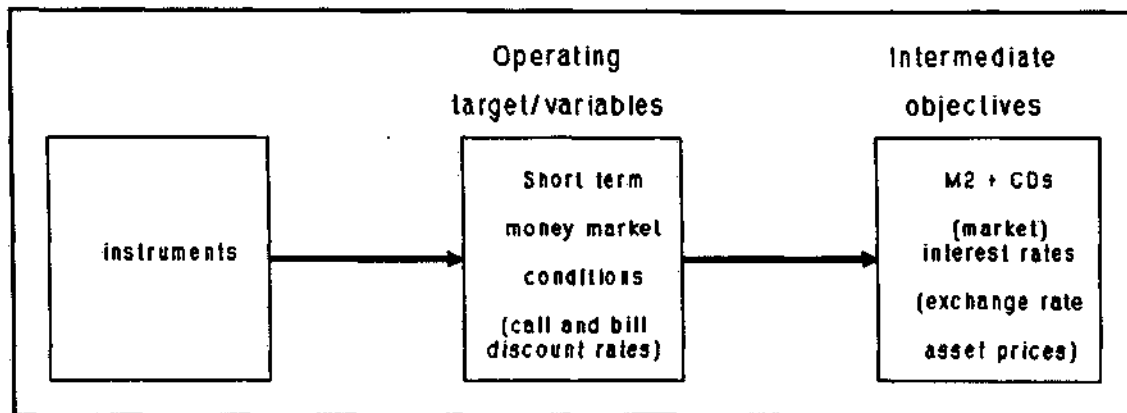 Operating
target/variables
Intermediate
objectives
instruments
Short term
money market
conditions
(call and bill
discount rates)
M2 + CDs
(market)
interest rates
(exchange rate
asset prices)